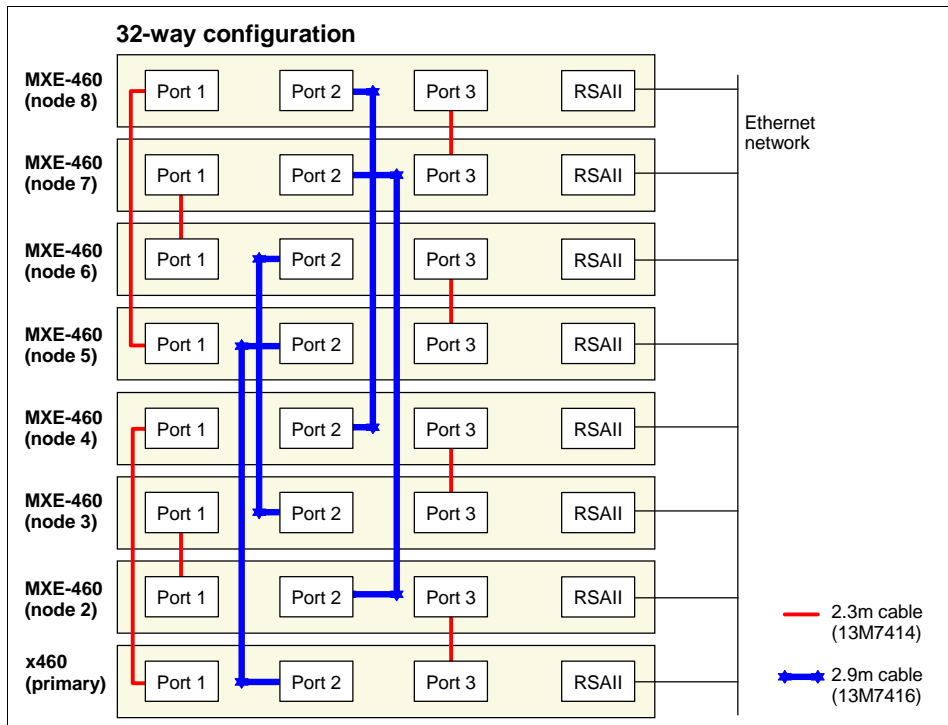 32-way configuration
MXE-460
(node 8)
Port 1
Port 2
Port 3
RSAII
Ethernet
network
MXE-460
(node 7)
Port 1
Port 2
Port 3
RSAII
MXE-460
(node 6)
Port 1
Port 2
Port 3
RSAII
MXE-460
(node 5)
Port 1
Port 2
Port 3
RSAII
MXE-460
(node 4)
Port 1
Port 2
Port 3
RSAII
MXE-460
(node 3)
Port 1
Port 2
Port 3
RSAII
MXE-460
(node 2)
Port 1
Port 2
Port 3
RSAII
x460
(primary)
Port 1
Port 2
Port 3
RSAII
2.3m cable
(13M7414)
2.9m cable
(13M7416)